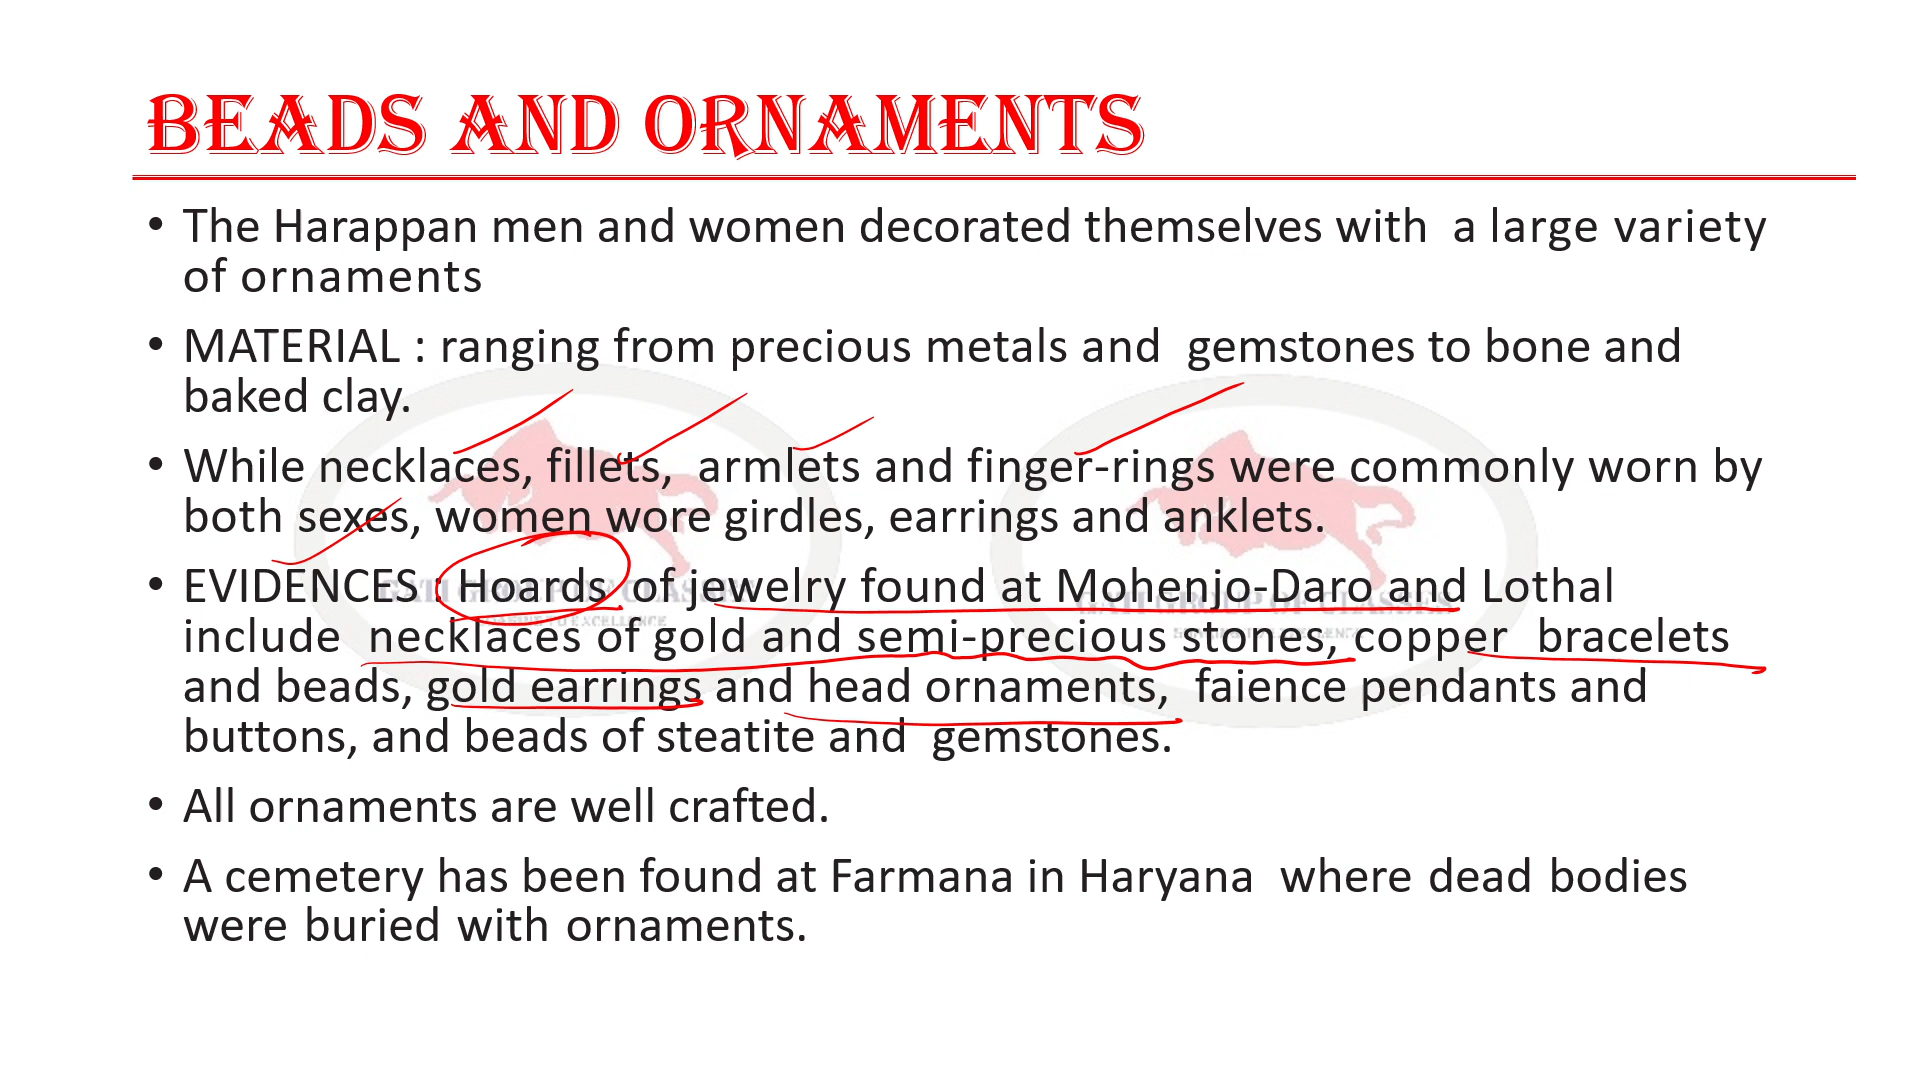 BEADS AND ORNAMENTS
• The Harappan men and women decorated themselves with a large variety
of ornaments
• MATERIAL : ranging from precious metals and gemstones to bone and
baked clay.
• While necklaces, fillets, armlets and finger-rings were commonly worn by
both sexes, women wore girdles, earrings and anklets.
• EVIDENCES : Hoards of jewelry found at Mohenjo-Daro and Lothal
include necklaces of gold and semi-precious stones, copper bracelets
and beads, gold earrings and head ornaments, faience pendants and
buttons, and beads of steatite and gemstones.
• All ornaments are well crafted.
• A cemetery has been found at Farmana in Haryana where dead bodies
were buried with ornaments.